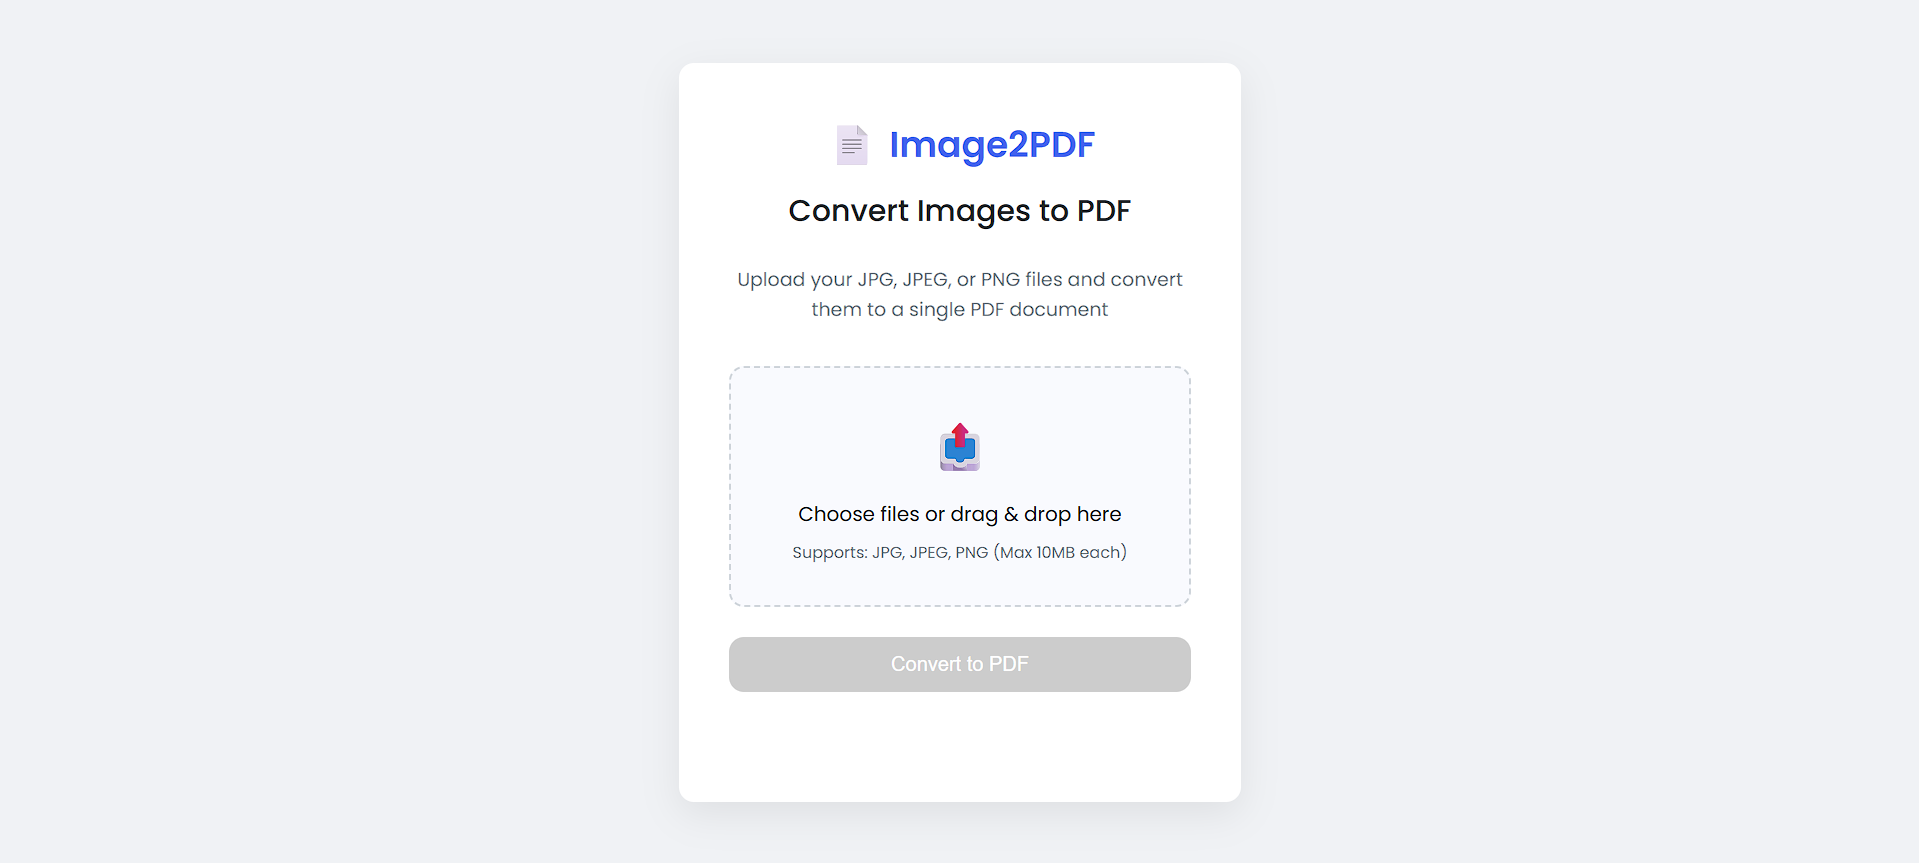 Image2PDF
Convert Images to PDF
Upload your JPG, JPEG, or PNG files and convert
them to a single PDF document
Choose files or drag & drop here
Supports: JPG, JPEG, PNG (Max 10MB each)
Convert to PDF